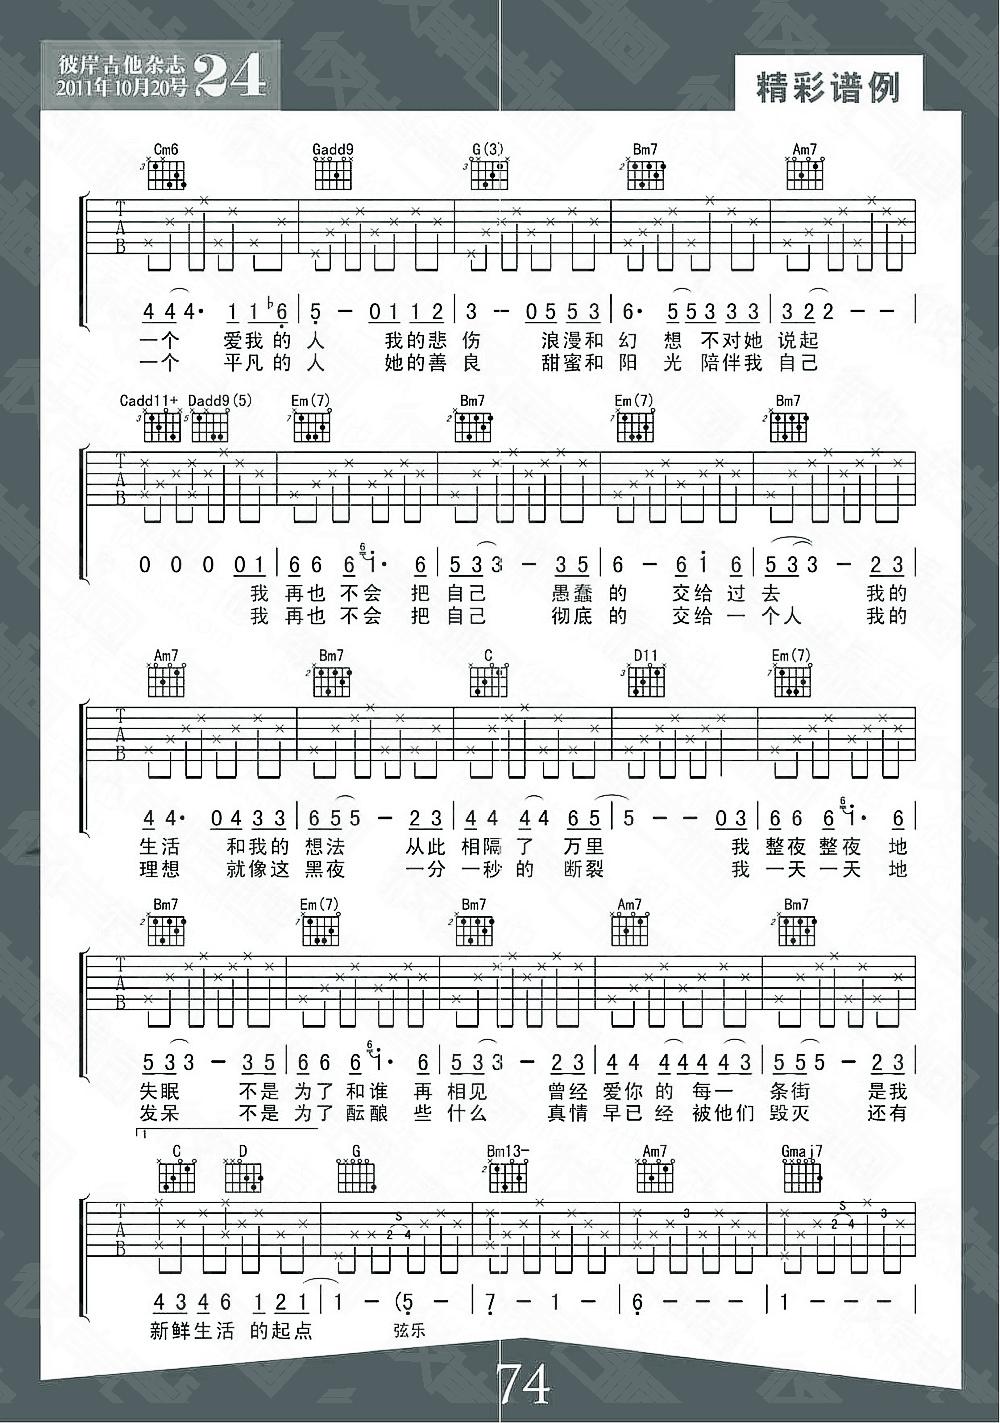 彼岸吉他杂志
2011年10月20号 24
精彩谱例
Cm6 Gadd9 G(3) Bm7 Am7
4 4 4· 1 1 ♭6 | 5 - 0 1 1 2 | 3 - - 0 5 5 3 | 6· 5 5 3 3 3 | 3 2 2 - -
一个 爱我的人 我的悲伤 浪漫和幻想 不对她说起
一个 平凡的人 她的善良 甜蜜和阳光 陪伴我自己
Cadd11+ Dadd9(5) Em(7) Bm7 Em(7) Bm7
0 0 0 0 1 | 6 6 6 i· 6 | 5 3 3 - 3 5 | 6 - 6 i 6 | 5 3 3 - 2 3
我 再也不会把自己 愚蠢的 交给过去 我的
我 再也不会把自己 彻底的 交给一个人 我的
Am7 Bm7 C D11 Em(7)
4 4· 0 4 3 3 | 6 5 5 - 2 3 | 4 4 4 4 6 5 | 5 - - 0 3 | 6 6 6 i· 6
生活 和我的想法 从此相隔了万里 我 整夜整夜地
理想 就像这黑夜 一分一秒的断裂 我 一天一天地
Bm7 Em(7) Bm7 Am7 Bm7
5 3 3 - 3 5 | 6 6 6 i· 6 | 5 3 3 - 2 3 | 4 4 4 4 4 3 | 5 5 5 - 2 3
失眠 不是为了和谁再相见 曾经爱你的每一条街 是我
发呆 不是为了酝酿些什么 真情早已经被他们毁灭 还有
1
C D G Bm13- Am7 Gmaj7
4 3 4 6 1 2 1 | 1 - (5 - | 7 - 1 - | 6 - - - | 1 - - -
新鲜生活的起点 弦乐
74